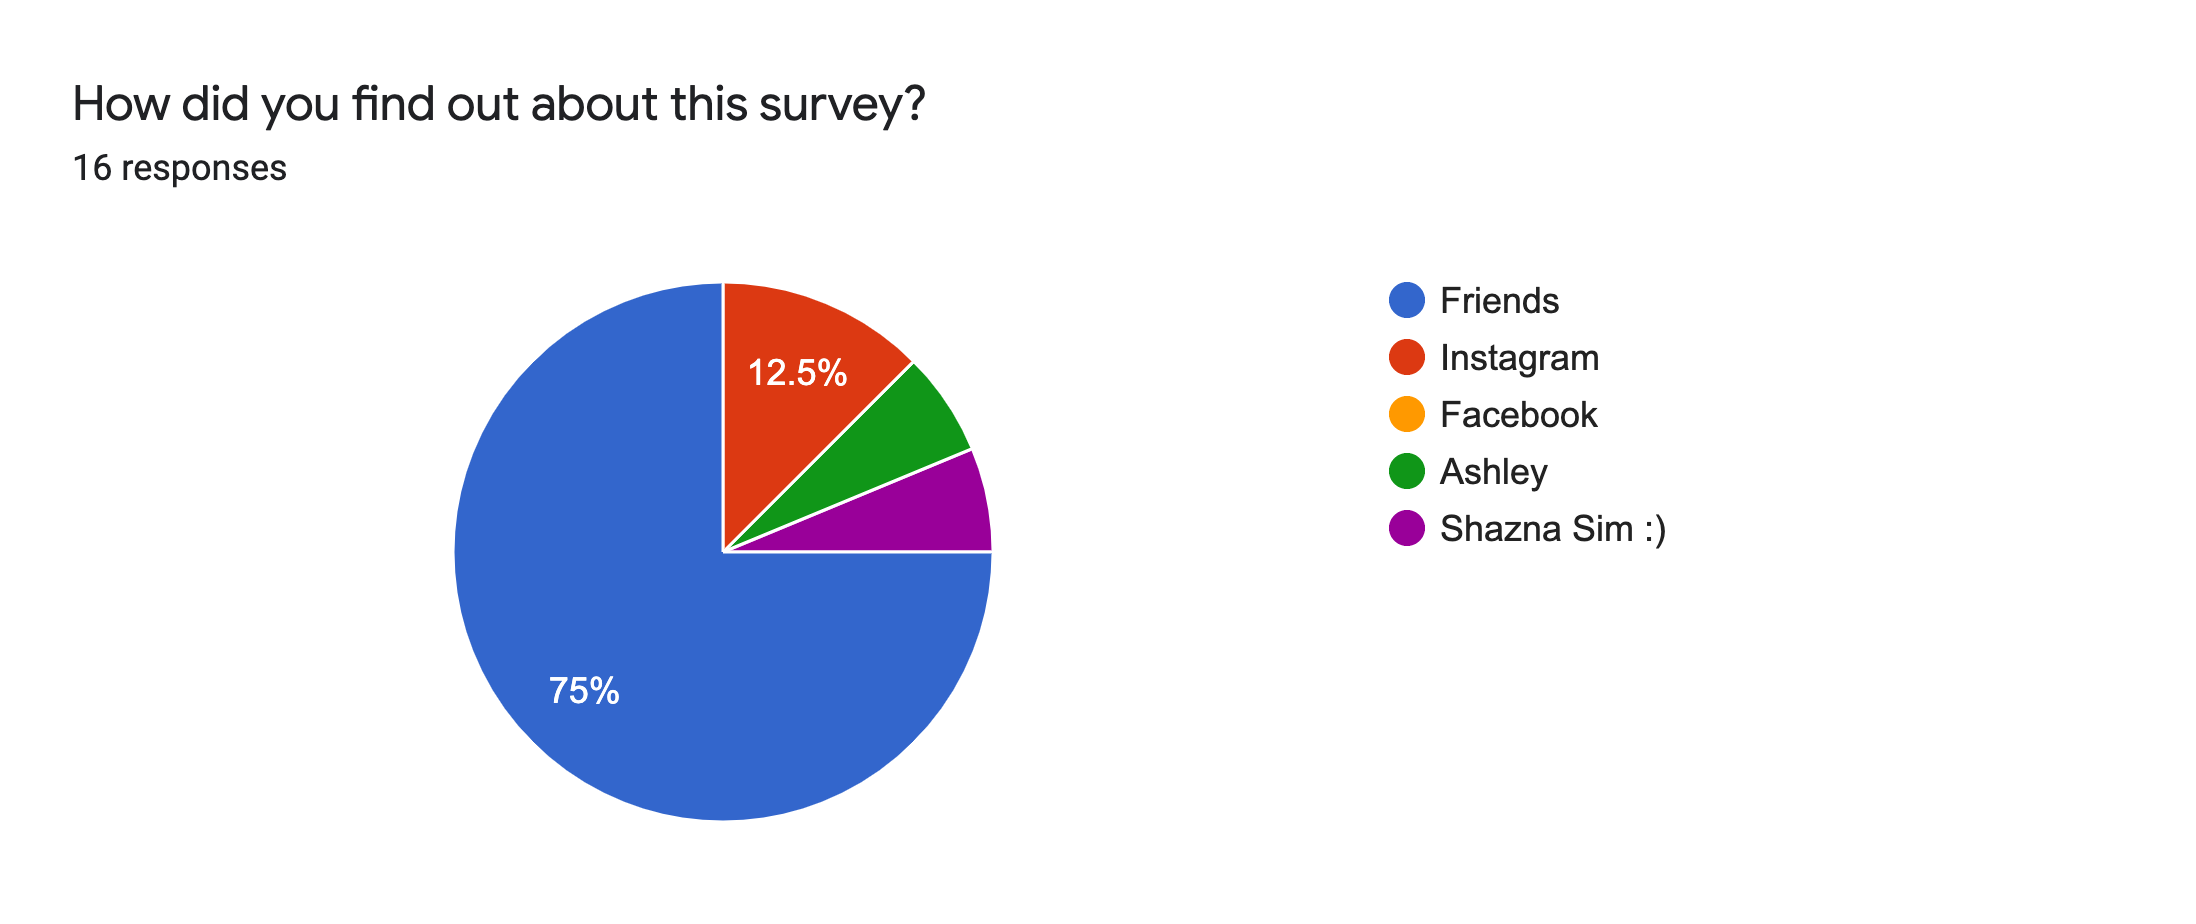 How did you find out about this survey?
16 responses
12.5%
75%
Friends
Instagram
Facebook
Ashley
Shazna Sim :)